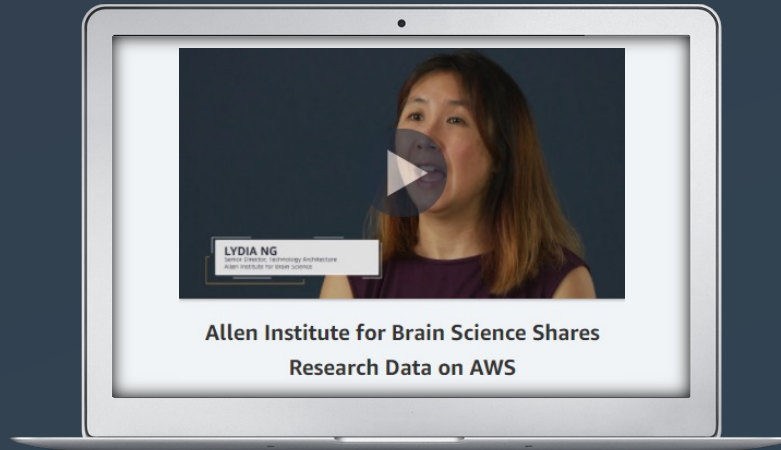 LYDIA NG
Senior Director, Technology Architecture
Allen Institute for Brain Science
Allen Institute for Brain Science Shares
Research Data on AWS